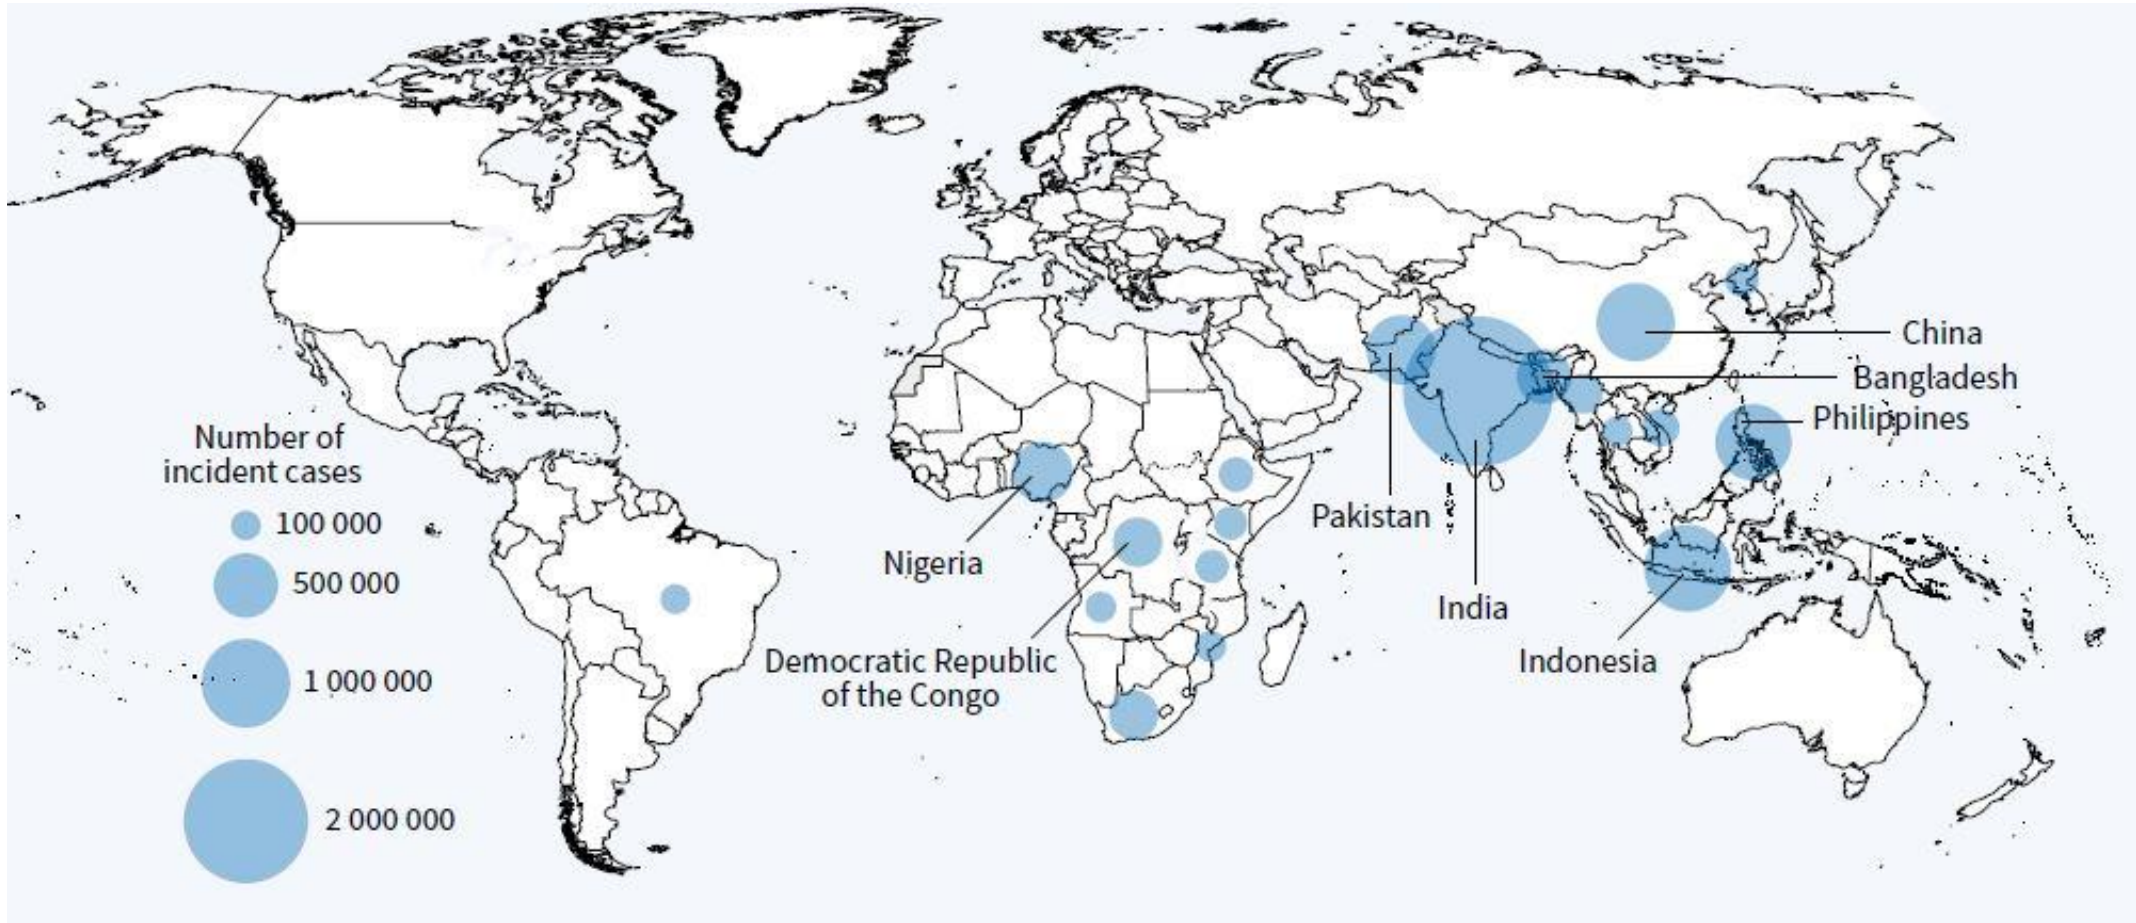 Number of
incident cases
100 000
500 000
1 000 000
2 000 000
China
Bangladesh
Philippines
Pakistan
India
Indonesia
Nigeria
Democratic Republic
of the Congo